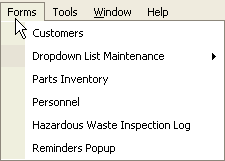 Forms Tools Window Help
Customers
Dropdown List Maintenance
Parts Inventory
Personnel
Hazardous Waste Inspection Log
Reminders Popup